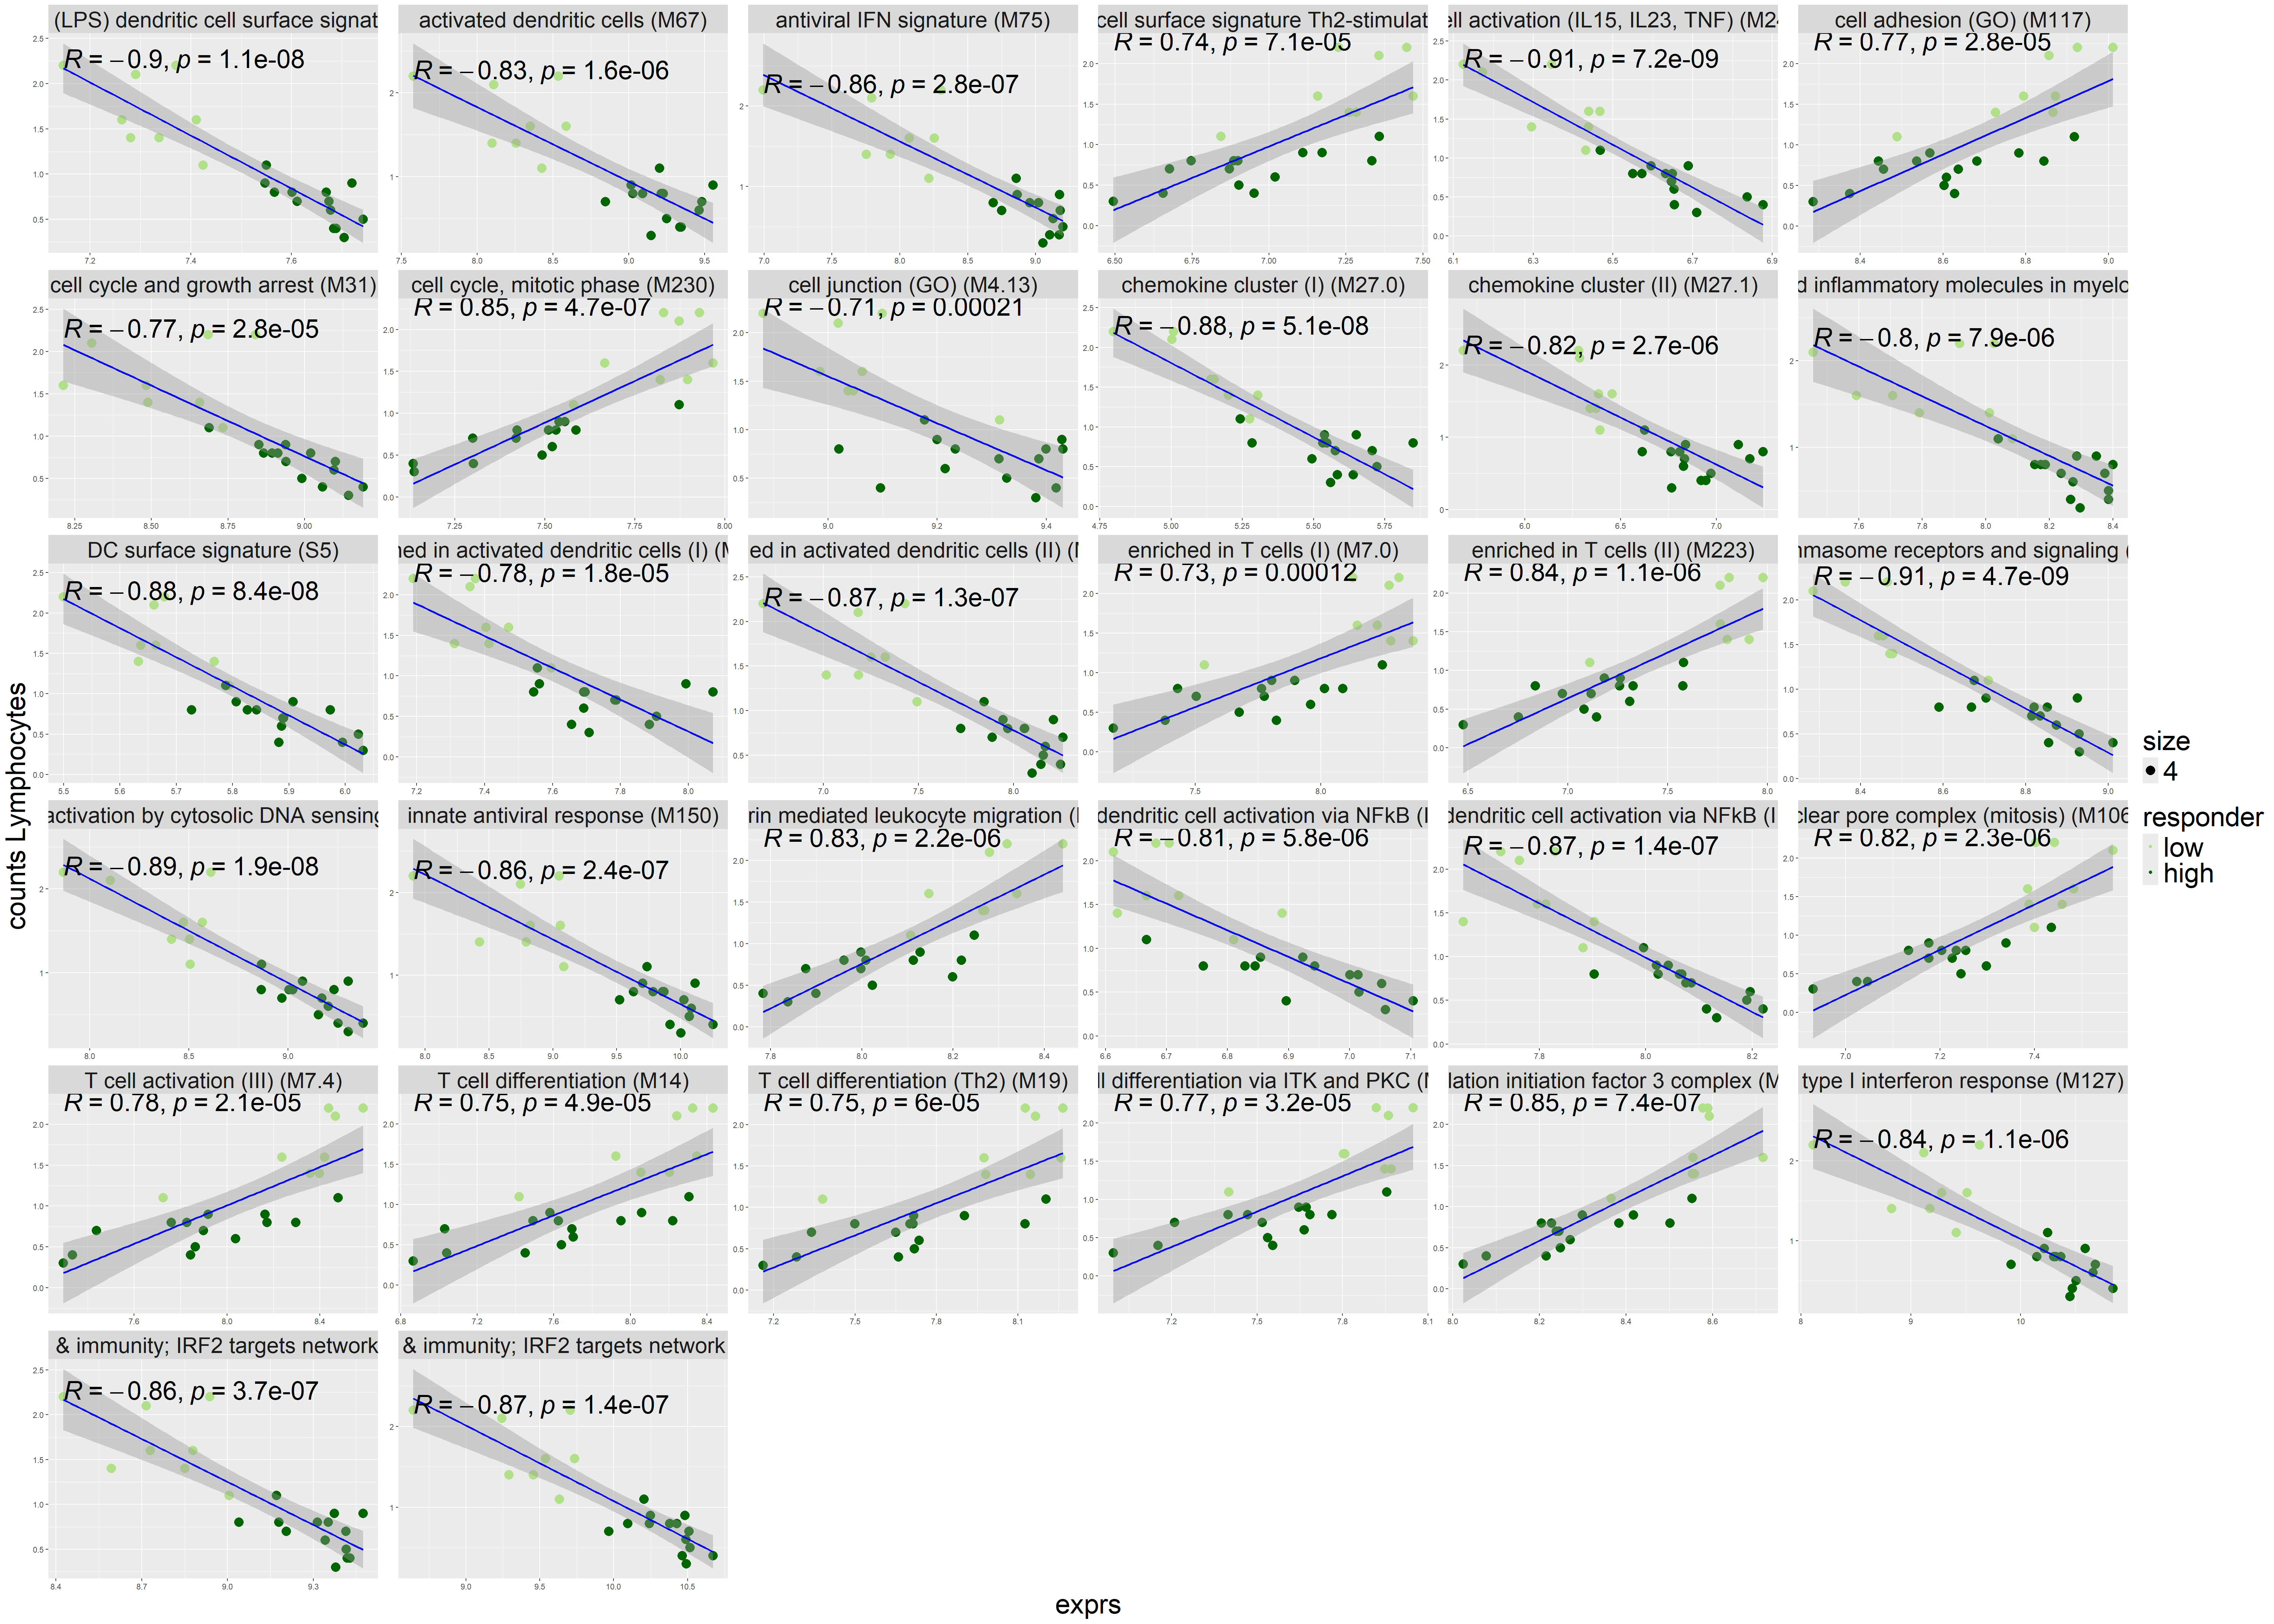 (LPS) dendritic cell surface signat
activated dendritic cells (M67)
antiviral IFN signature (M75)
cell surface signature Th2-stimulat
ell activation (IL15, IL23, TNF) (M24
cell adhesion (GO) (M117)
R = −0.9, p = 1.1e-08
R = −0.83, p = 1.6e-06
R = −0.86, p = 2.8e-07
R = 0.74, p = 7.1e-05
R = −0.91, p = 7.2e-09
R = 0.77, p = 2.8e-05
cell cycle and growth arrest (M31)
cell cycle, mitotic phase (M230)
cell junction (GO) (M4.13)
chemokine cluster (I) (M27.0)
chemokine cluster (II) (M27.1)
d inflammatory molecules in myelo
R = −0.77, p = 2.8e-05
R = 0.85, p = 4.7e-07
R = −0.71, p = 0.00021
R = −0.88, p = 5.1e-08
R = −0.82, p = 2.7e-06
R = −0.8, p = 7.9e-06
DC surface signature (S5)
ned in activated dendritic cells (I) (M
ed in activated dendritic cells (II) (M
enriched in T cells (I) (M7.0)
enriched in T cells (II) (M223)
mmasome receptors and signaling (
R = −0.88, p = 8.4e-08
R = −0.78, p = 1.8e-05
R = −0.87, p = 1.3e-07
R = 0.73, p = 0.00012
R = 0.84, p = 1.1e-06
R = −0.91, p = 4.7e-09
activation by cytosolic DNA sensing
innate antiviral response (M150)
rin mediated leukocyte migration (I
dendritic cell activation via NFkB (I
dendritic cell activation via NFkB (I
clear pore complex (mitosis) (M106
R = −0.89, p = 1.9e-08
R = −0.86, p = 2.4e-07
R = 0.83, p = 2.2e-06
R = −0.81, p = 5.8e-06
R = −0.87, p = 1.4e-07
R = 0.82, p = 2.3e-06
T cell activation (III) (M7.4)
T cell differentiation (M14)
T cell differentiation (Th2) (M19)
ll differentiation via ITK and PKC (M
lation initiation factor 3 complex (M
type I interferon response (M127)
R = 0.78, p = 2.1e-05
R = 0.75, p = 4.9e-05
R = 0.75, p = 6e-05
R = 0.77, p = 3.2e-05
R = 0.85, p = 7.4e-07
R = −0.84, p = 1.1e-06
& immunity; IRF2 targets network
& immunity; IRF2 targets network
R = −0.86, p = 3.7e-07
R = −0.87, p = 1.4e-07
counts Lymphocytes
exprs
size
4
responder
low
high